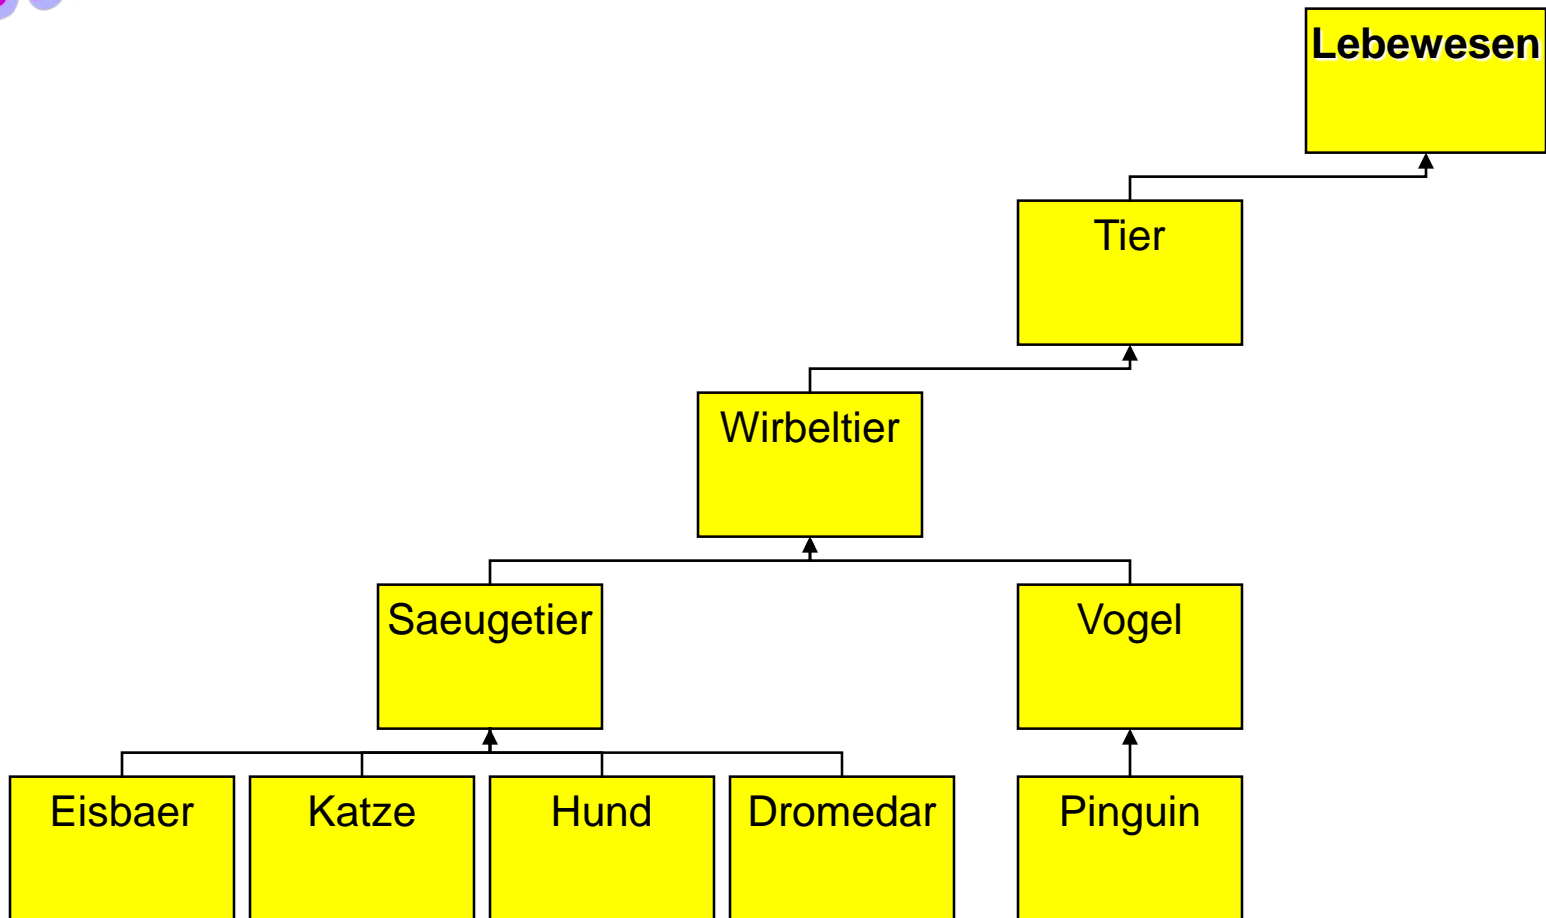 Lebewesen
Tier
Wirbeltier
Saeugetier
Vogel
Eisbaer
Katze
Hund
Dromedar
Pinguin